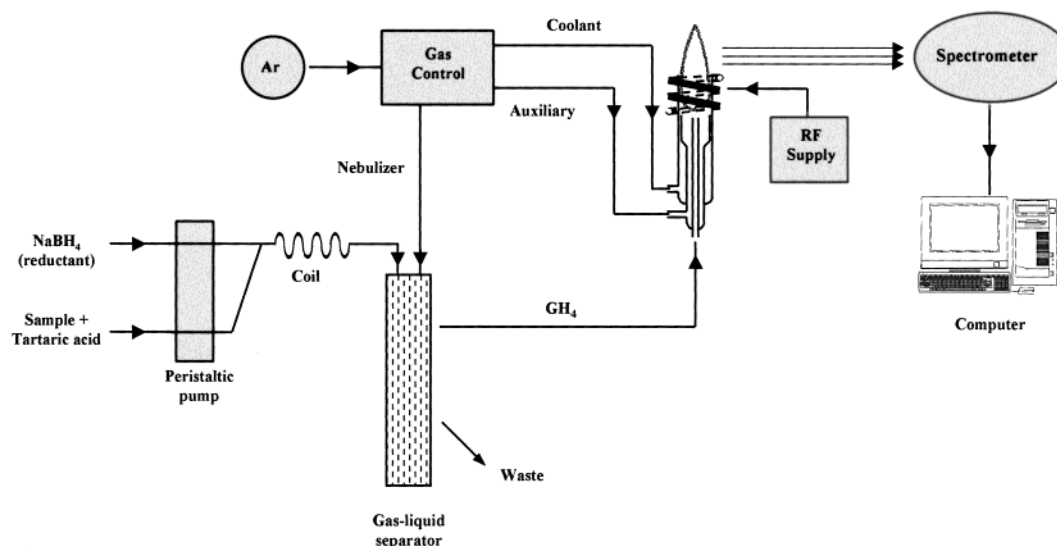 Ar
Gas
Control
Coolant
Auxiliary
Nebulizer
Spectrometer
RF
Supply
NaBH₄
(reductant)
Coil
Sample +
Tartaric acid
Peristaltic
pump
GH₄
Computer
Waste
Gas-liquid
separator